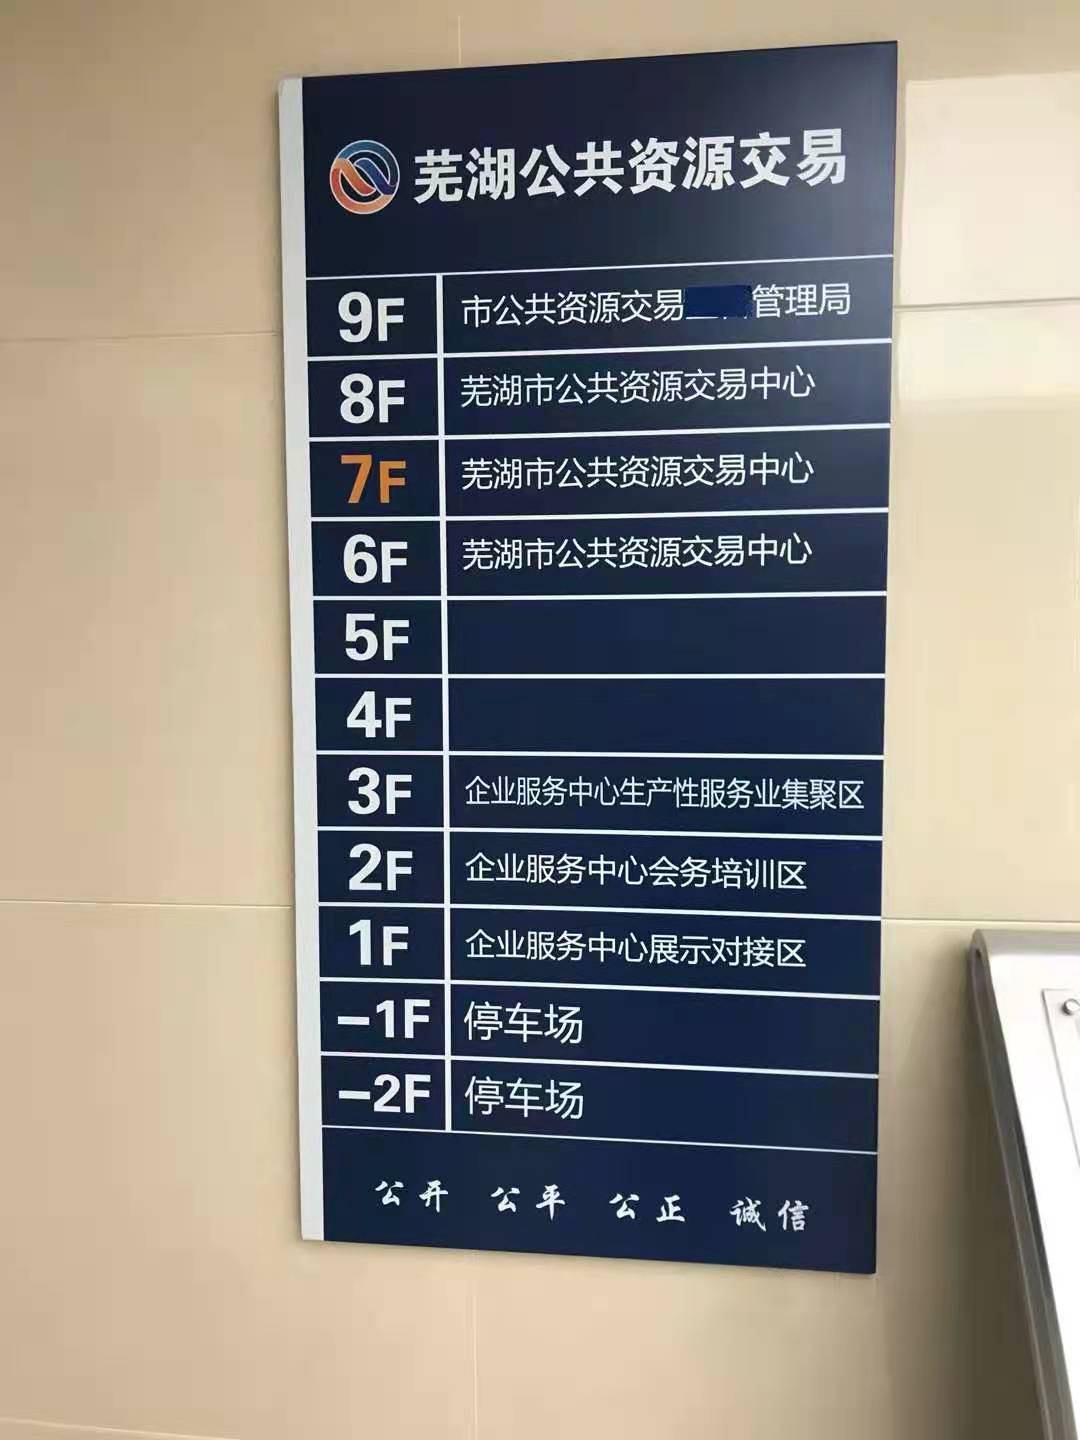 芜湖公共资源交易
9F 市公共资源交易管理局
8F 芜湖市公共资源交易中心
7F 芜湖市公共资源交易中心
6F 芜湖市公共资源交易中心
5F
4F
3F 企业服务中心生产性服务业集聚区
2F 企业服务中心会务培训区
1F 企业服务中心展示对接区
-1F 停车场
-2F 停车场
公开 公平 公正 诚信